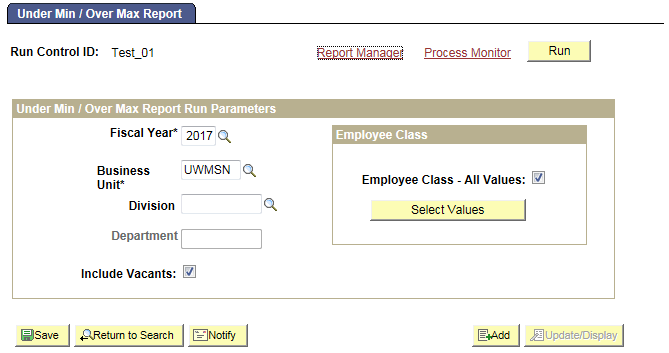 Under Min / Over Max Report
Run Control ID: Test_01 Report Manager Process Monitor Run
Under Min / Over Max Report Run Parameters
Fiscal Year* 2017
Business Unit* UWMSN
Division
Department
Include Vacants:
Employee Class
Employee Class - All Values:
Select Values
Save Return to Search Notify Add Update/Display